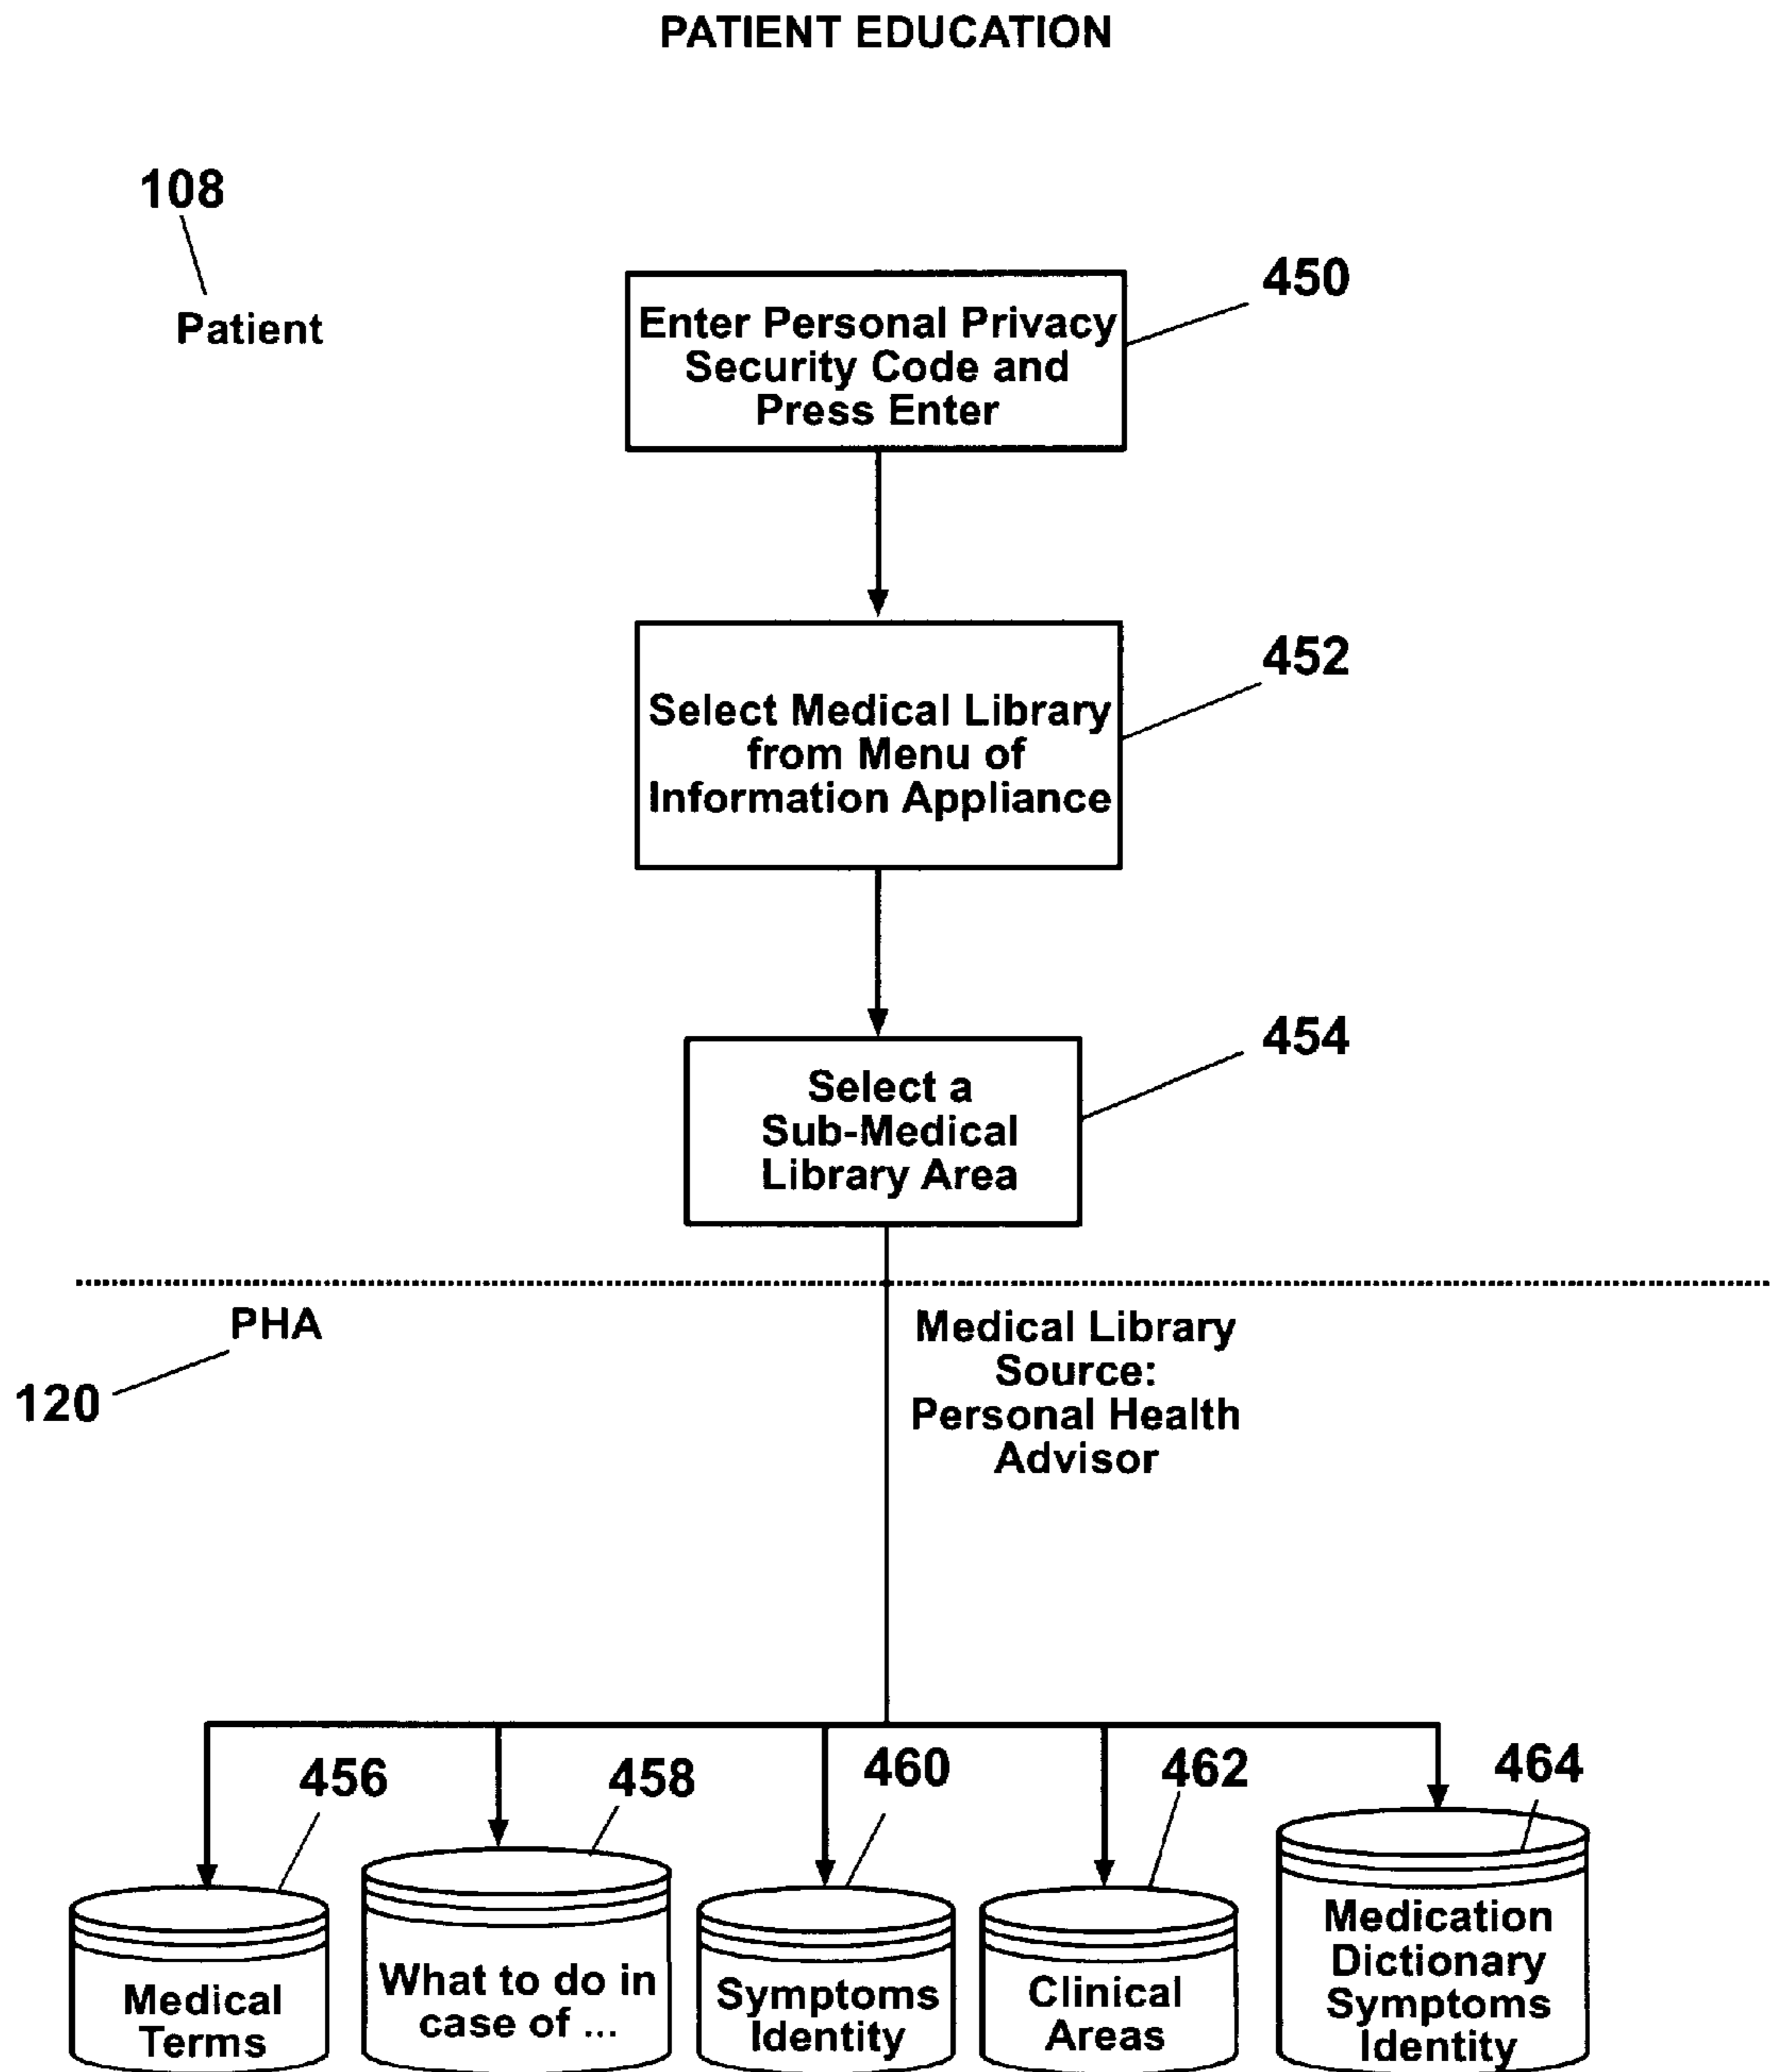 PATIENT EDUCATION
108
Patient
450
Enter Personal Privacy
Security Code and
Press Enter
452
Select Medical Library
from Menu of
Information Appliance
454
Select a
Sub-Medical
Library Area
PHA
120
Medical Library
Source:
Personal Health
Advisor
456
458
460
462
464
Medical
Terms
What to do in
case of ...
Symptoms
Identity
Clinical
Areas
Medication
Dictionary
Symptoms
Identity